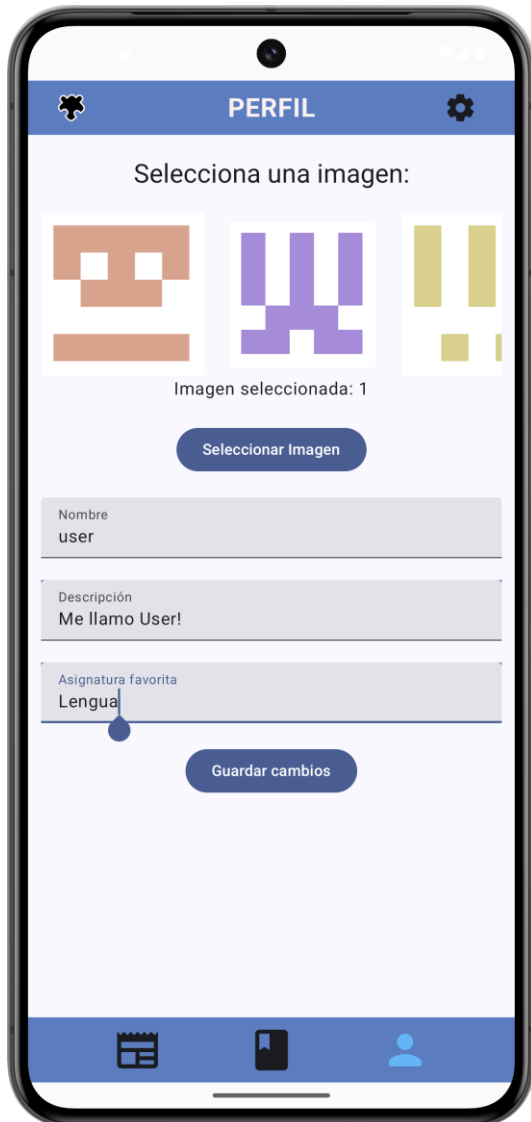 PERFIL
Selecciona una imagen:
Imagen seleccionada: 1
Seleccionar Imagen
Nombre
user
Descripción
Me llamo User!
Asignatura favorita
Lengua
Guardar cambios